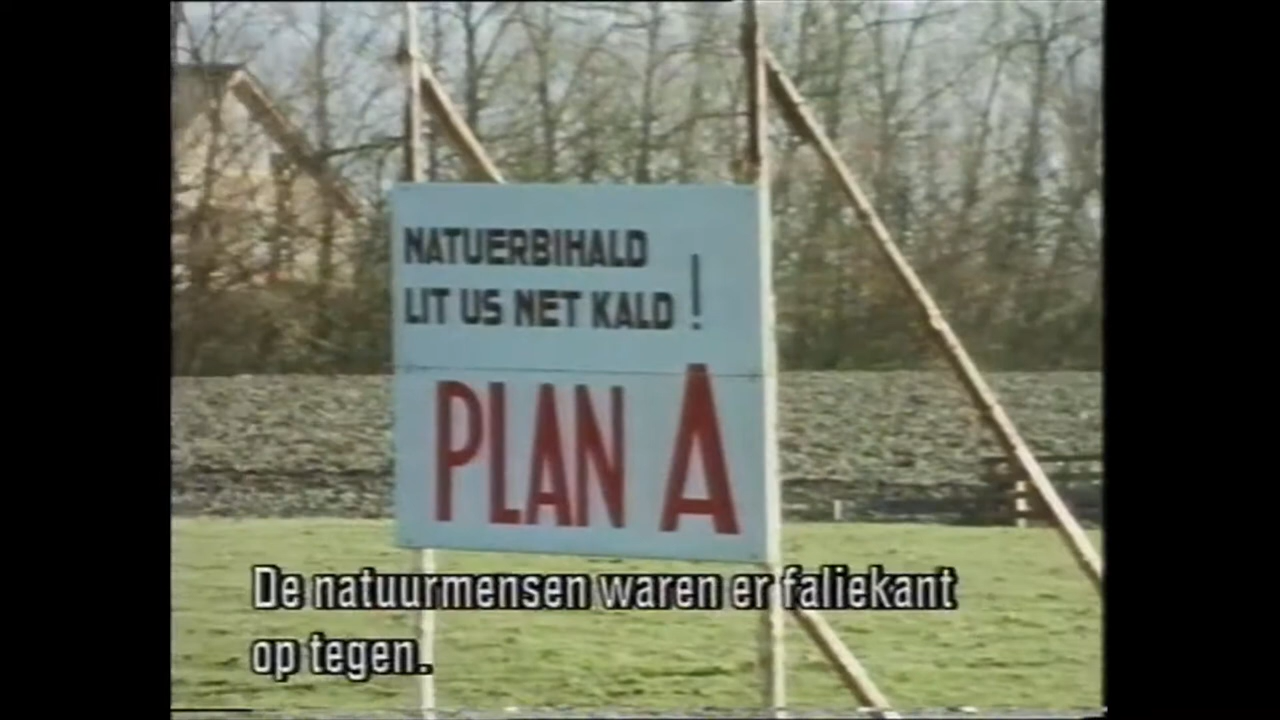 NATUERBIHALD
LIT US NET KALD !
PLAN A
De natuurmensen waren er faliekant
op tegen.